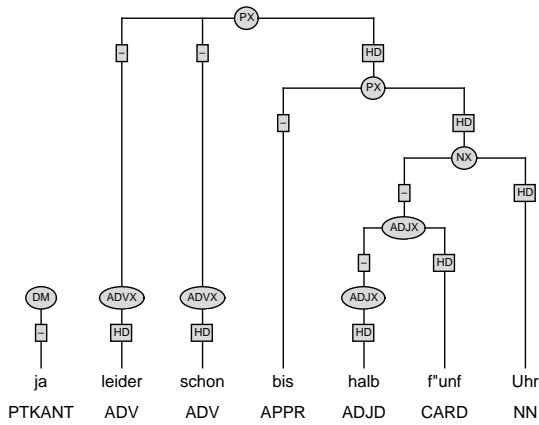 PX
– – HD
PX
– HD
NX
– HD
ADJX
– HD
DM ADVX ADVX ADJX
– HD HD HD
ja leider schon bis halb f"unf Uhr
PTKANT ADV ADV APPR ADJD CARD NN